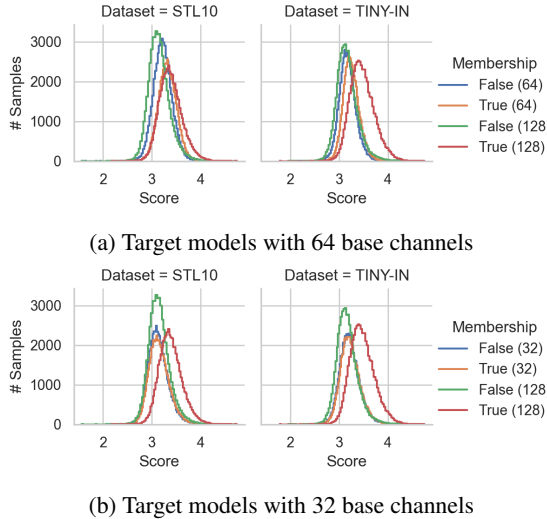 Dataset = STL10 Dataset = TINY-IN
3000
2000
1000
0
# Samples
2 3 4 2 3 4
Score Score
Membership
False (64)
True (64)
False (128
True (128)
(a) Target models with 64 base channels
Dataset = STL10 Dataset = TINY-IN
3000
2000
1000
0
# Samples
2 3 4 2 3 4
Score Score
Membership
False (32)
True (32)
False (128
True (128)
(b) Target models with 32 base channels